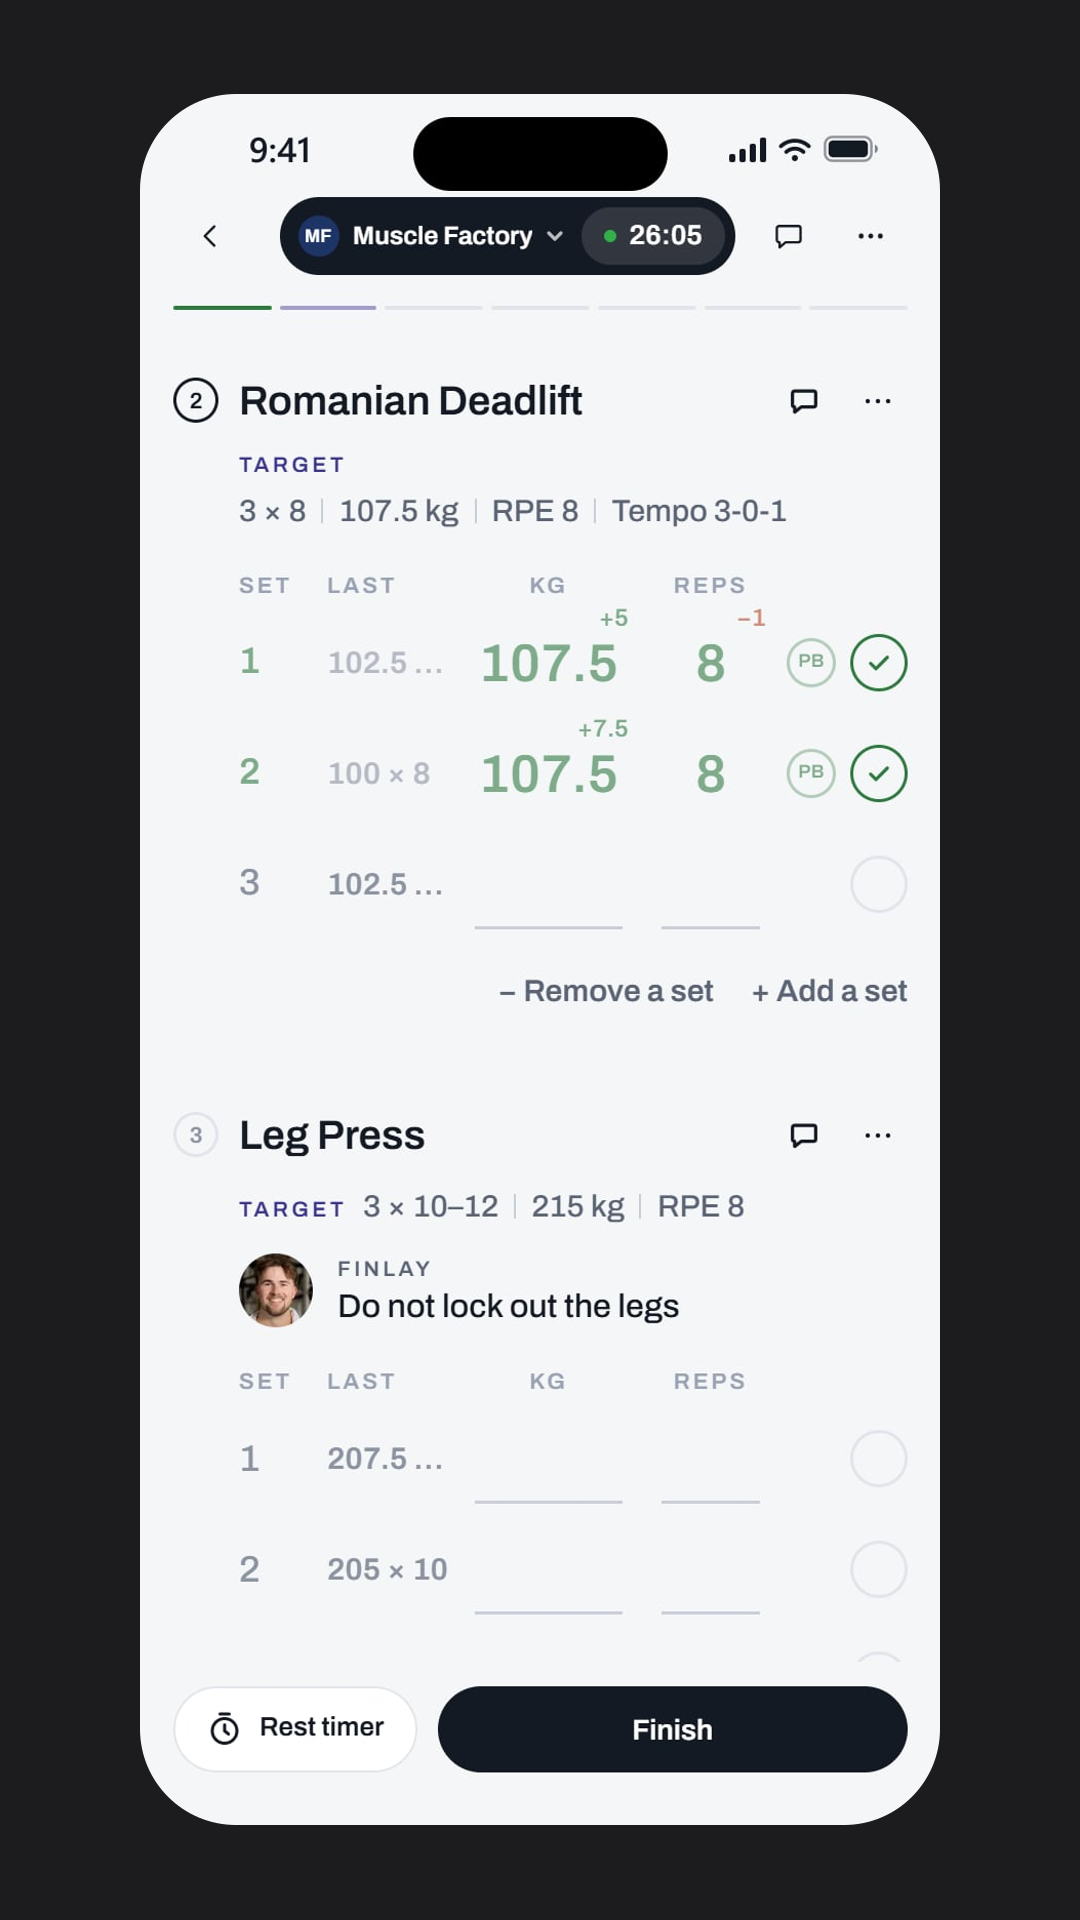 9:41
MF Muscle Factory 26:05
2 Romanian Deadlift
TARGET
3 × 8 107.5 kg RPE 8 Tempo 3-0-1
SET LAST KG REPS
+5 −1
1 102.5 ... 107.5 8 PB
+7.5
2 100 × 8 107.5 8 PB
3 102.5 ...
– Remove a set + Add a set
3 Leg Press
TARGET 3 × 10–12 215 kg RPE 8
FINLAY
Do not lock out the legs
SET LAST KG REPS
1 207.5 ...
2 205 × 10
Rest timer Finish